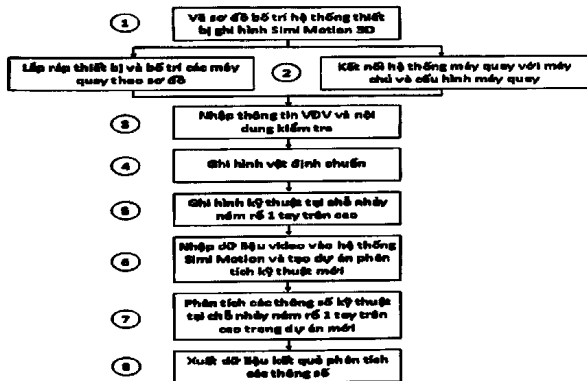 1
Vẽ sơ đồ bố trí hệ thống thiết
bị ghi hình Simi Motion 3D
Lắp ráp thiết bị và bố trí các máy
quay theo sơ đồ
2
Kết nối hệ thống máy quay với máy
chủ và cấu hình máy quay
3
Nhập thông tin VĐV và nội
dung kiểm tra
4
Ghi hình vật định chuẩn
5
Ghi hình kỹ thuật tại chỗ nhảy
ném rổ 1 tay trên cao
6
Nhập dữ liệu video vào hệ thống
Simi Motion và tạo dự án phân
tích kỹ thuật mới
7
Phân tích các thông số kỹ thuật
tại chỗ nhảy ném rổ 1 tay trên
cao trong dự án mới
8
Xuất dữ liệu kết quả phân tích
các thông số